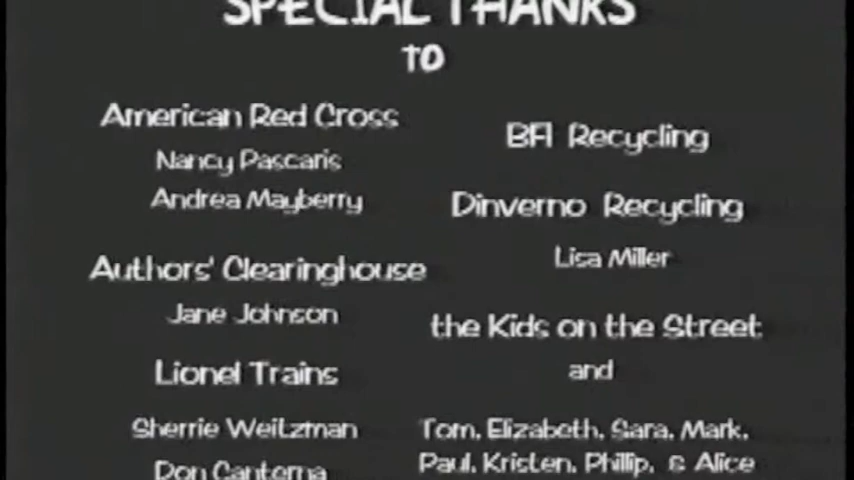 SPECIAL THANKS
TO
American Red Cross
Nancy Pascaris
Andrea Mayberry
Authors' Clearinghouse
Jane Johnson
Lionel Trains
Sherrie Weitzman
Don Canterna
BFI Recycling
Dinverno Recycling
Lisa Miller
the Kids on the Street
and
Tom, Elizabeth, Sara, Mark,
Paul, Kristen, Phillip, & Alice